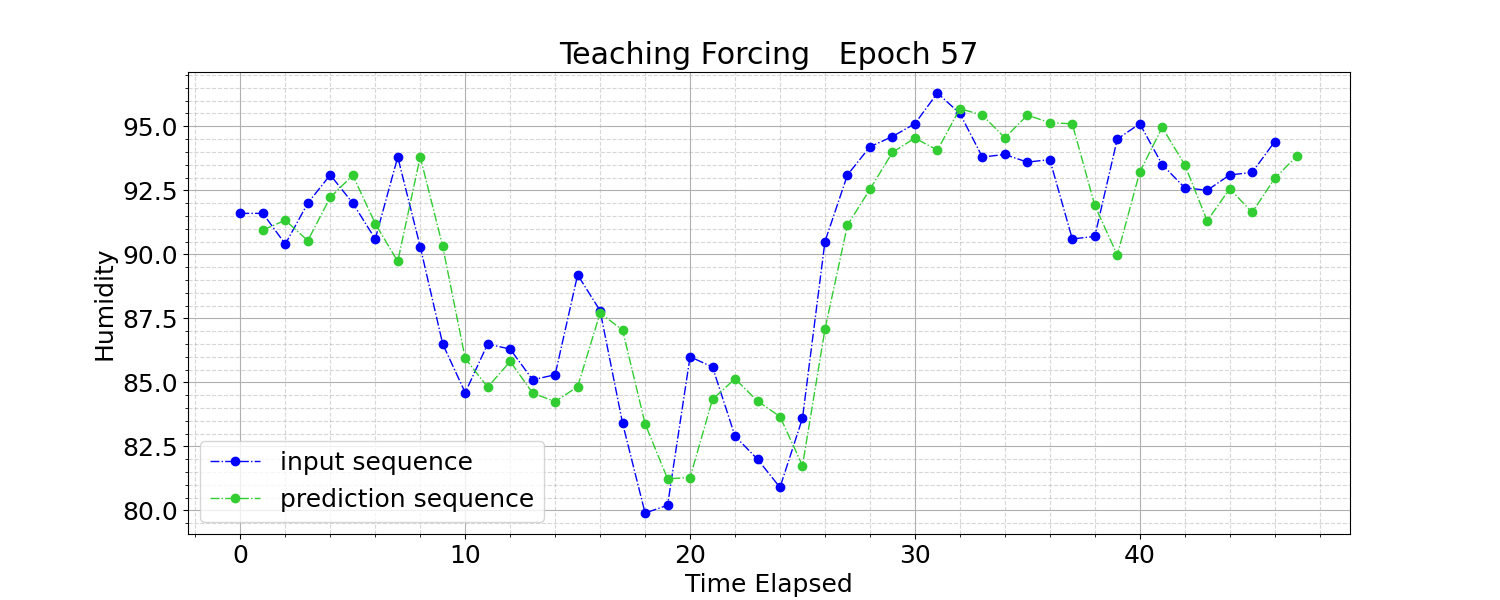 Teaching Forcing   Epoch 57
Humidity
95.0
92.5
90.0
87.5
85.0
82.5
80.0
input sequence
prediction sequence
0 10 20 30 40
Time Elapsed